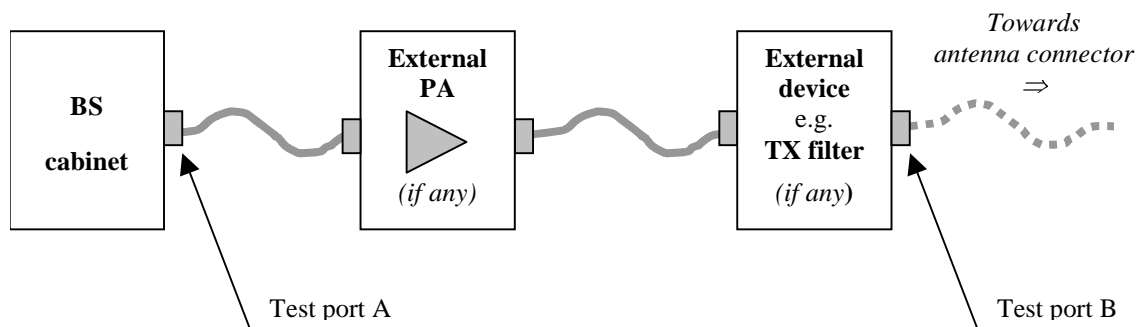 BS
cabinet
External
PA
(if any)
External
device
e.g.
TX filter
(if any)
Towards
antenna connector
⇒
Test port A
Test port B